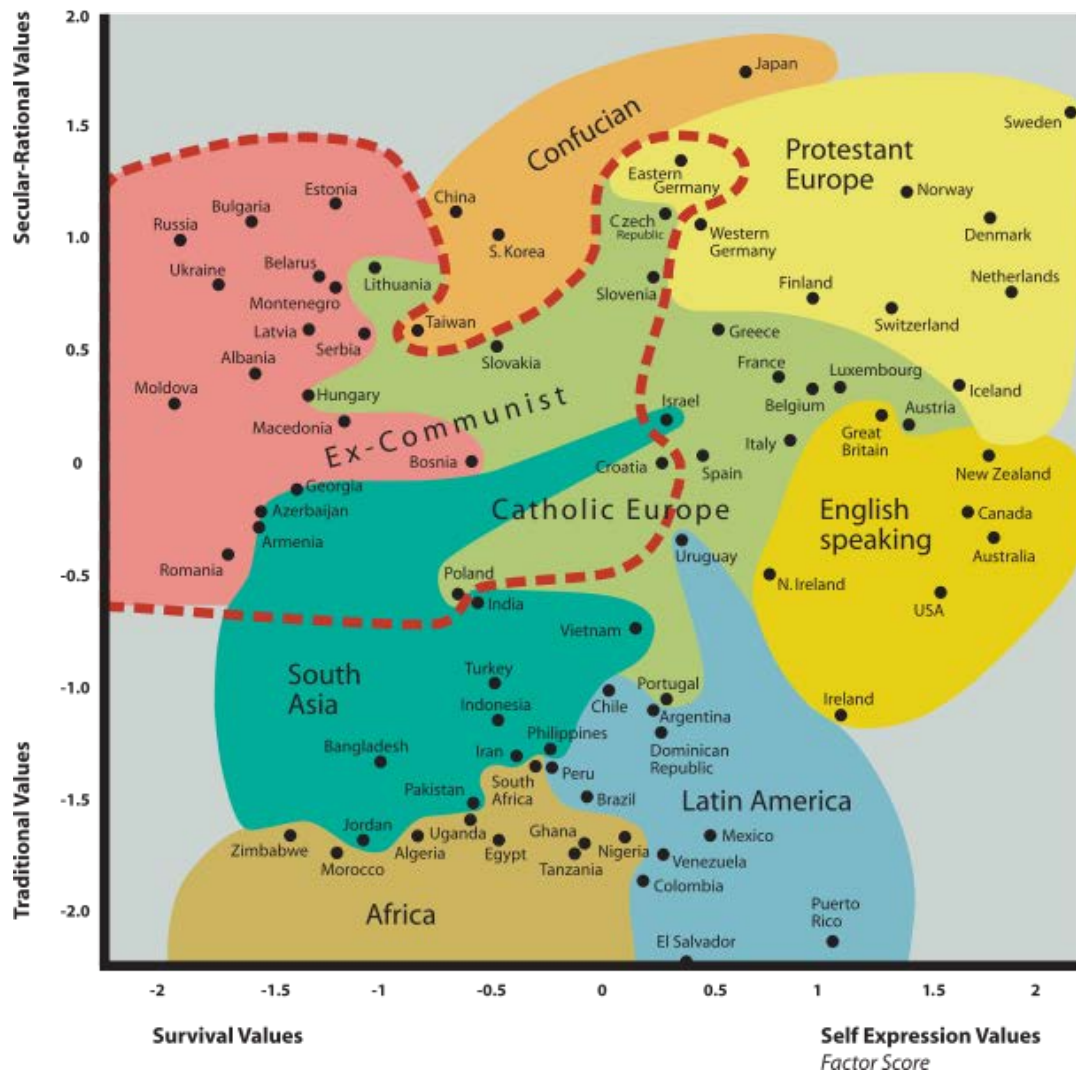 2.0
Secular-Rational Values
Japan
Confucian
1.5
Sweden
Protestant
Europe
Eastern
Germany
Estonia
China
Norway
Bulgaria
Czech
Republic
Russia
S. Korea
Western
Germany
Denmark
1.0
Belarus
Ukraine
Lithuania
Slovenia
Finland
Netherlands
Montenegro
Latvia
Taiwan
Greece
Switzerland
Serbia
Slovakia
0.5
Albania
France
Luxembourg
Moldova
Hungary
Belgium
Iceland
Ex-Communist
Israel
Austria
Macedonia
Great
Britain
Italy
Bosnia
Croatia
Spain
New Zealand
0
Georgia
Azerbaijan
Catholic Europe
English
speaking
Canada
Armenia
Australia
Romania
Uruguay
-0.5
Poland
N. Ireland
India
USA
Vietnam
South
Asia
Turkey
-1.0
Portugal
Chile
Ireland
Indonesia
Argentina
Philippines
Dominican
Republic
Bangladesh
Iran
South
Africa
Peru
Pakistan
Brazil
Latin America
-1.5
Traditional Values
Jordan
Uganda
Ghana
Mexico
Zimbabwe
Algeria
Egypt
Nigeria
Morocco
Tanzania
Venezuela
Colombia
-2.0
Africa
Puerto
Rico
El Salvador
-2 -1.5 -1 -0.5 0 0.5 1 1.5 2
Survival Values
Self Expression Values
Factor Score